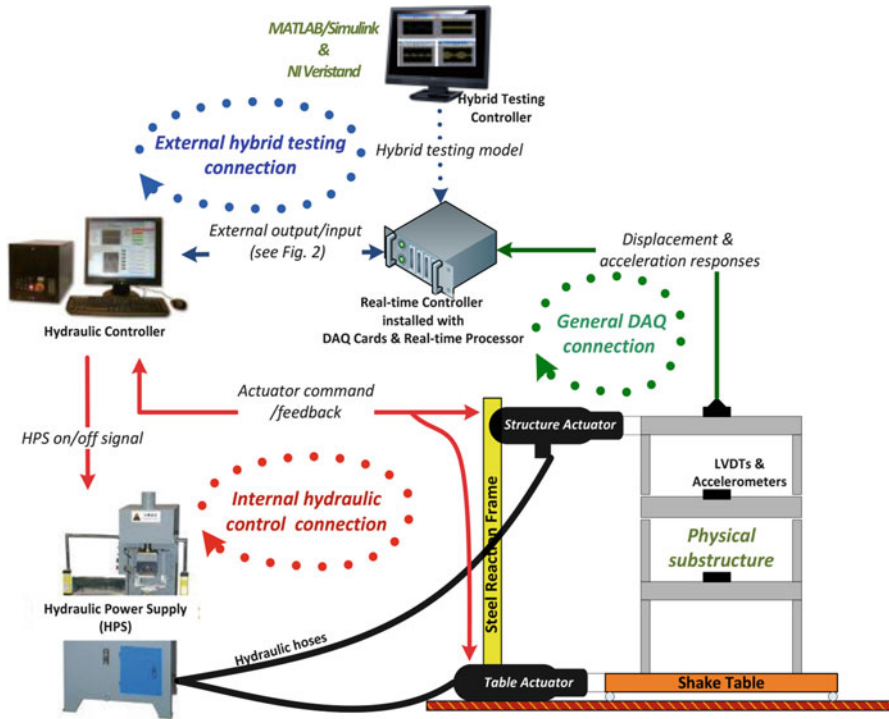 MATLAB/Simulink
&
NI Veristand
Hybrid Testing
Controller
External hybrid testing
connection
Hybrid testing model
External output/input
(see Fig. 2)
Displacement &
acceleration responses
Hydraulic Controller
Real-time Controller
installed with
DAQ Cards & Real-time Processor
General DAQ
connection
Actuator command
/feedback
HPS on/off signal
Structure Actuator
LVDTs &
Accelerometers
Internal hydraulic
control connection
Steel Reaction Frame
Physical
substructure
Hydraulic Power Supply
(HPS)
Hydraulic hoses
Table Actuator
Shake Table